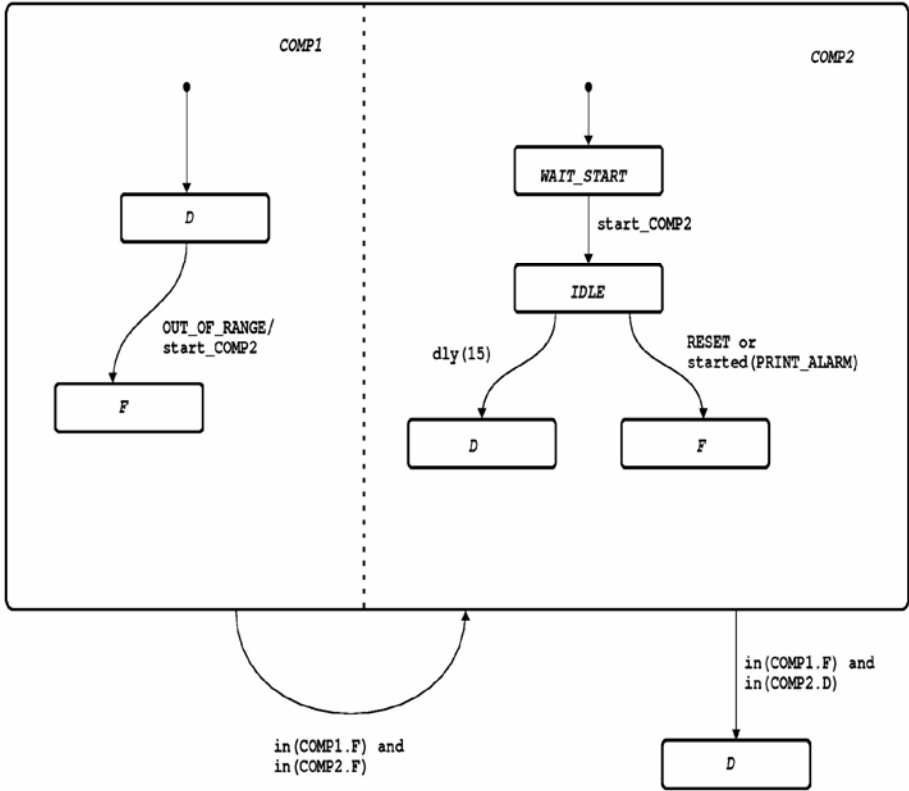 COMP1
COMP2
WAIT_START
D
start_COMP2
IDLE
OUT_OF_RANGE/
start_COMP2
dly(15)
RESET or
started(PRINT_ALARM)
F
D
F
in(COMP1.F) and
in(COMP2.D)
in(COMP1.F) and
in(COMP2.F)
D